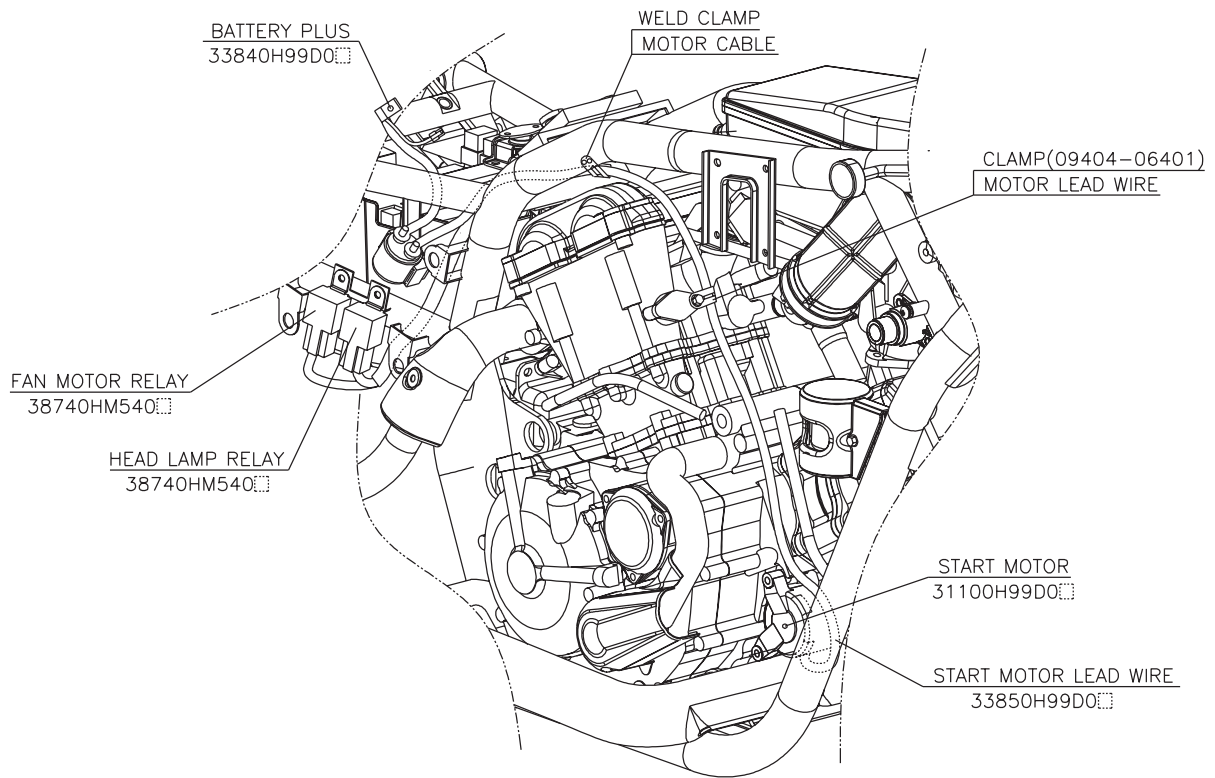 BATTERY PLUS
33840H99D0□
WELD CLAMP
MOTOR CABLE
CLAMP(09404-06401)
MOTOR LEAD WIRE
FAN MOTOR RELAY
38740HM540□
HEAD LAMP RELAY
38740HM540□
START MOTOR
31100H99D0□
START MOTOR LEAD WIRE
33850H99D0□